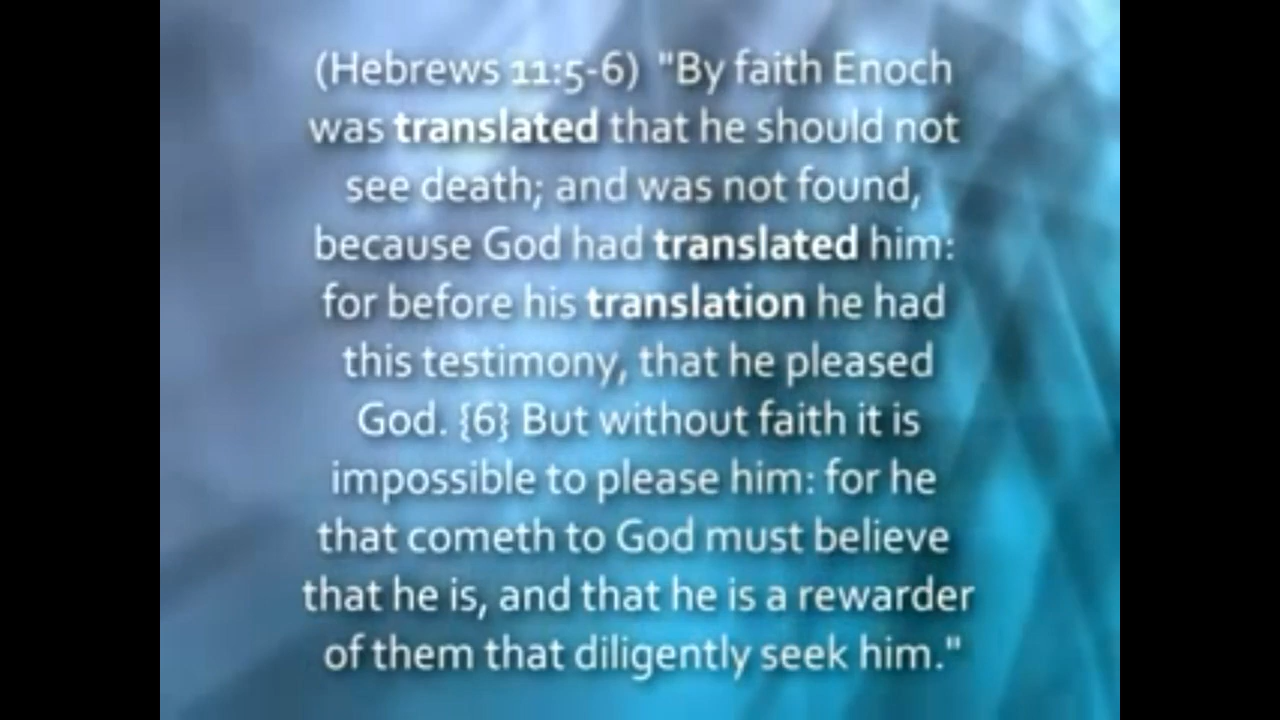 (Hebrews 11:5-6)  "By faith Enoch
was translated that he should not
see death; and was not found,
because God had translated him:
for before his translation he had
this testimony, that he pleased
God. {6} But without faith it is
impossible to please him: for he
that cometh to God must believe
that he is, and that he is a rewarder
of them that diligently seek him."